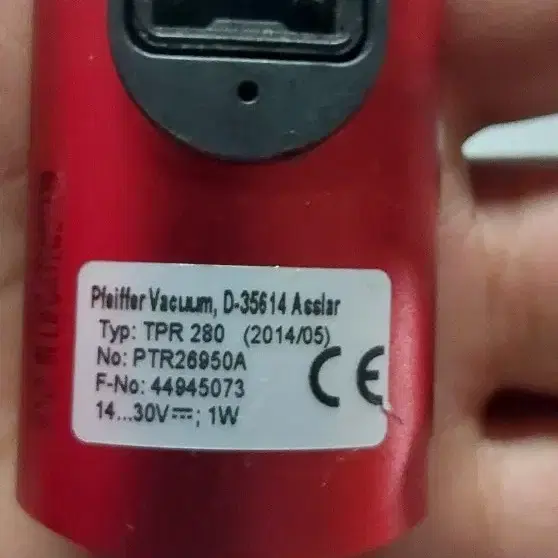 Pfeiffer Vacuum, D-35614 Asslar
Typ: TPR 280 (2014/05)
No: PTR26950A
F-No: 44945073
14...30V⎓; 1W
CE